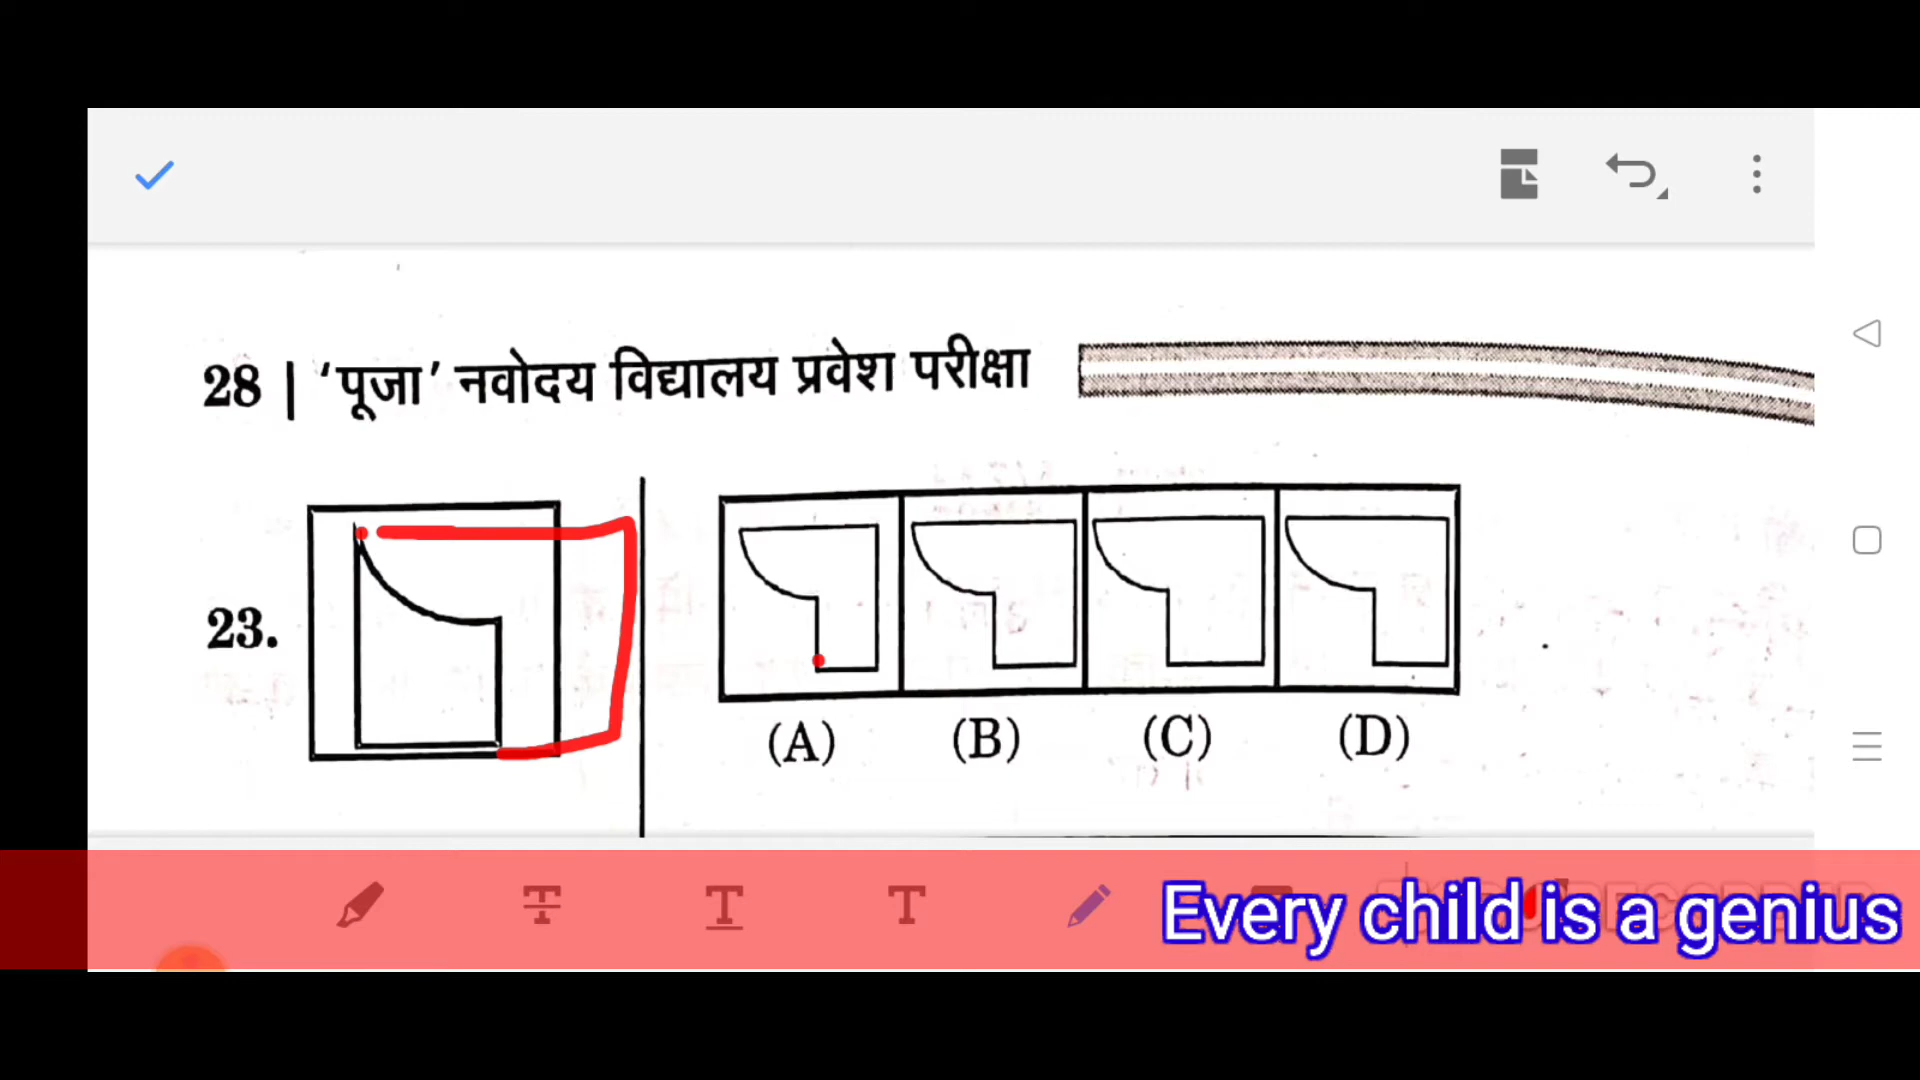 28 | ‘पूजा’ नवोदय विद्यालय प्रवेश परीक्षा
23.
(A) (B) (C) (D)
T T T
Every child is a genius